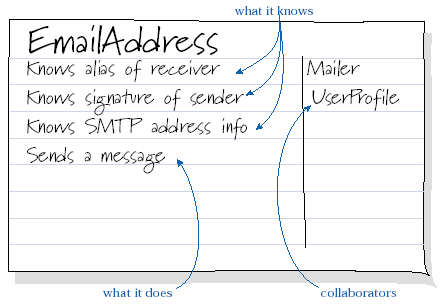 what it knows
EmailAddress
Knows alias of receiver
Mailer
Knows signature of sender
UserProfile
Knows SMTP address info
Sends a message
what it does
collaborators